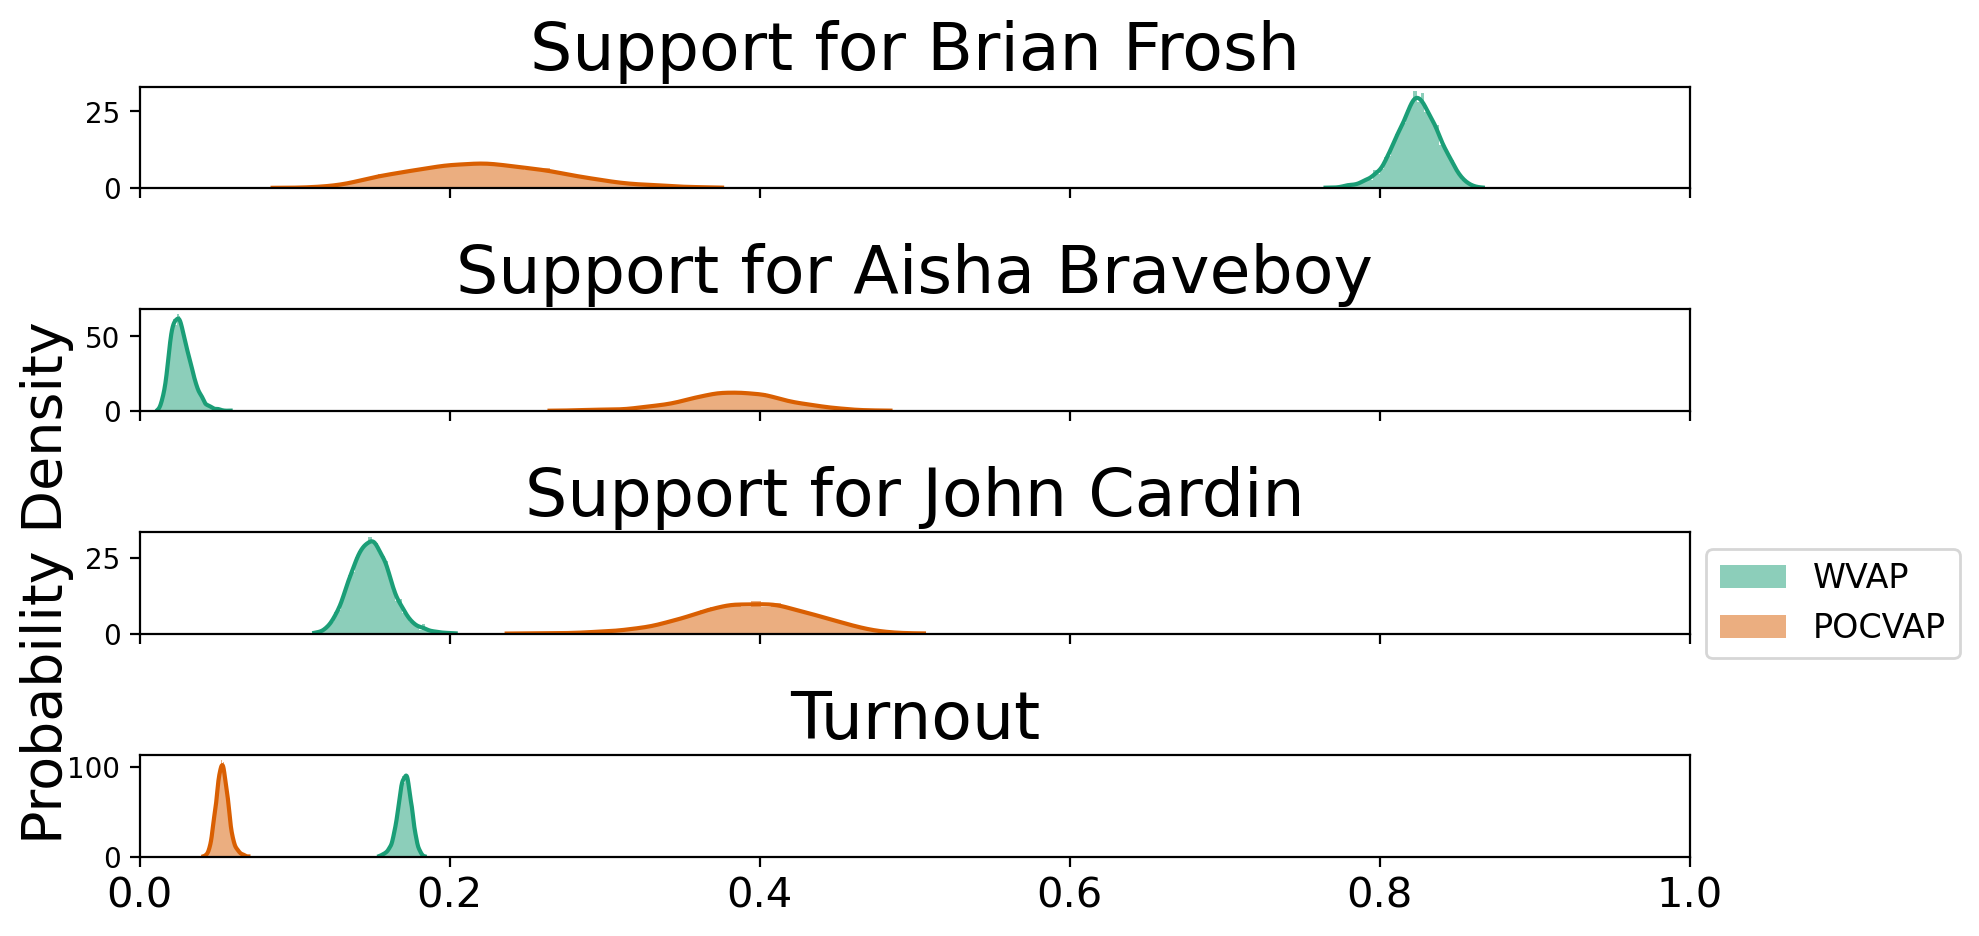 Support for Brian Frosh
25
0
Support for Aisha Braveboy
50
0
Support for John Cardin
25
0
Turnout
100
0
0.0 0.2 0.4 0.6 0.8 1.0
Probability Density
WVAP
POCVAP